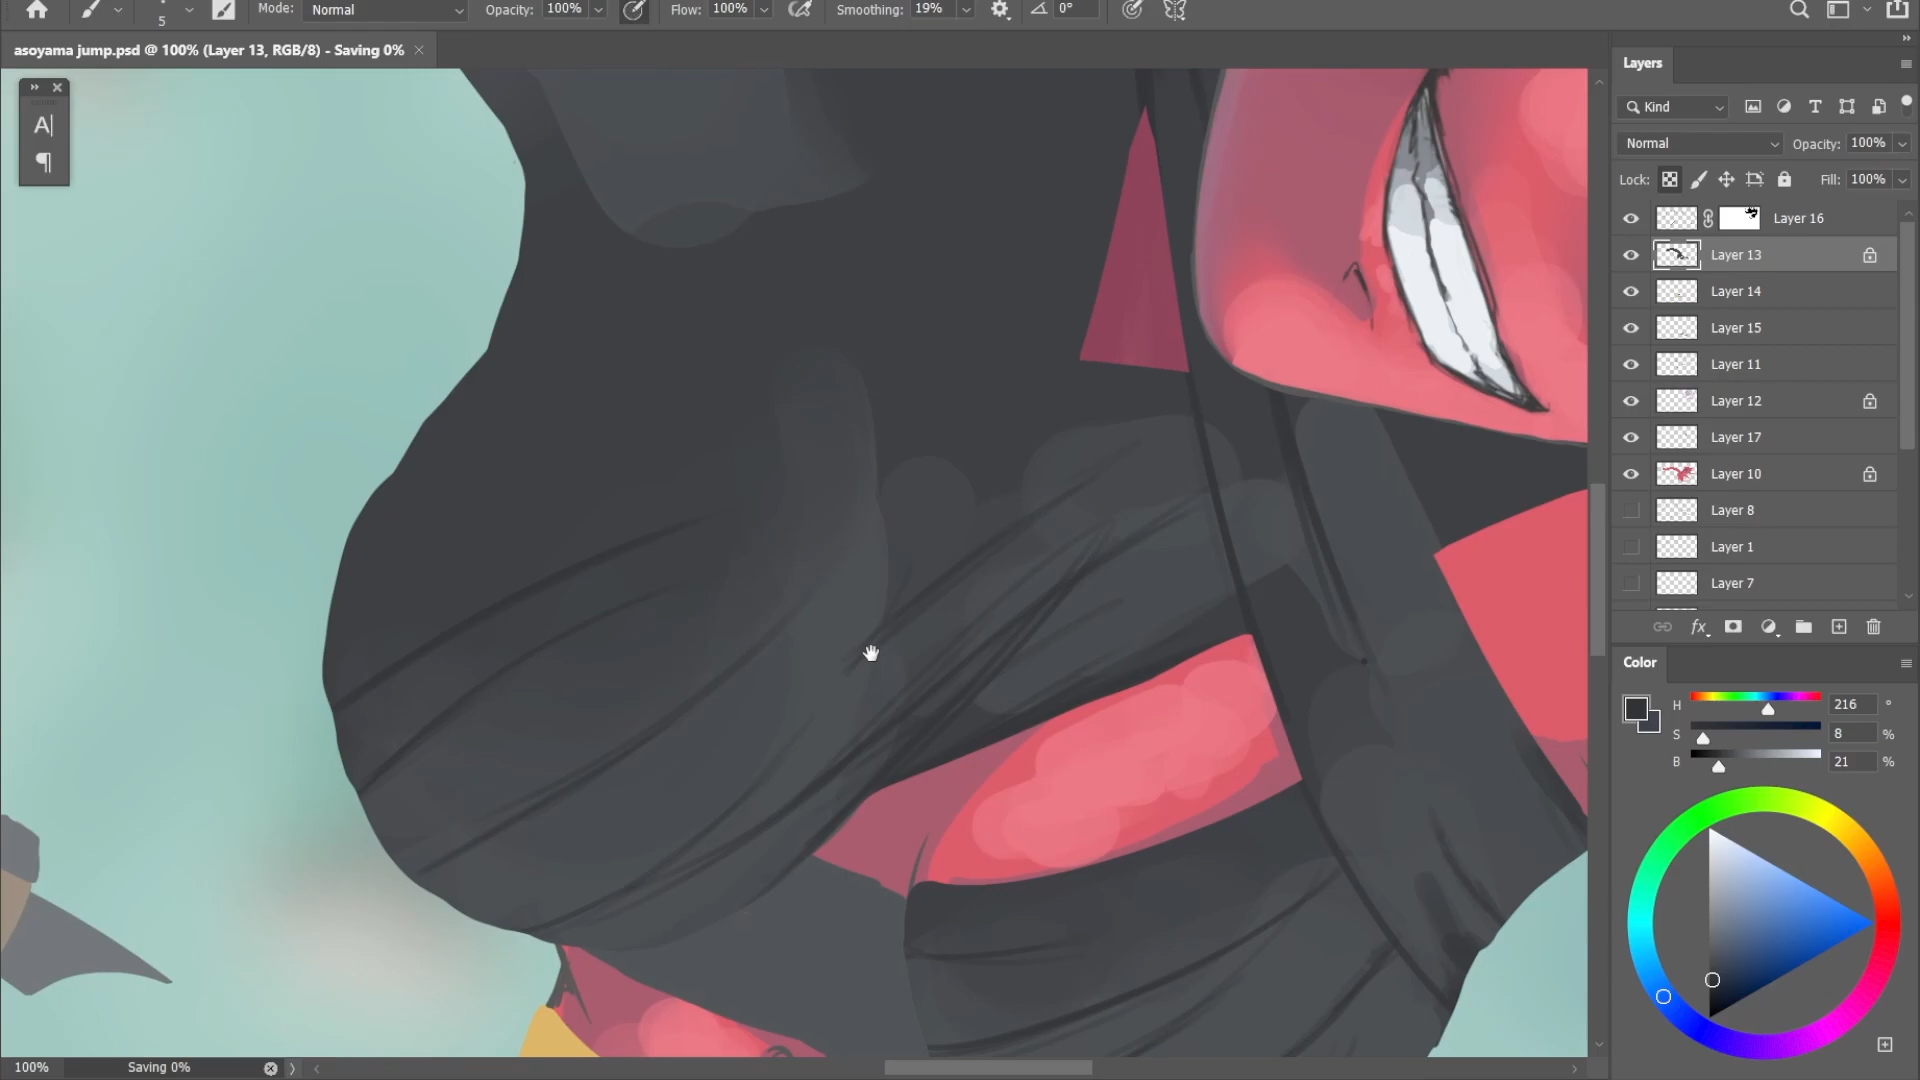 Mode: Normal Opacity: 100% Flow: 100% Smoothing: 19% 0°
5
asoyama jump.psd @ 100% (Layer 13, RGB/8) - Saving 0% ×
A|
¶
Layers
Kind
T
Normal Opacity: 100%
Lock: Fill: 100%
Layer 16
Layer 13
Layer 14
Layer 15
Layer 11
Layer 12
Layer 17
Layer 10
Layer 8
Layer 1
Layer 7
fx
Color
H 216 °
S 8 %
B 21 %
100% Saving 0%